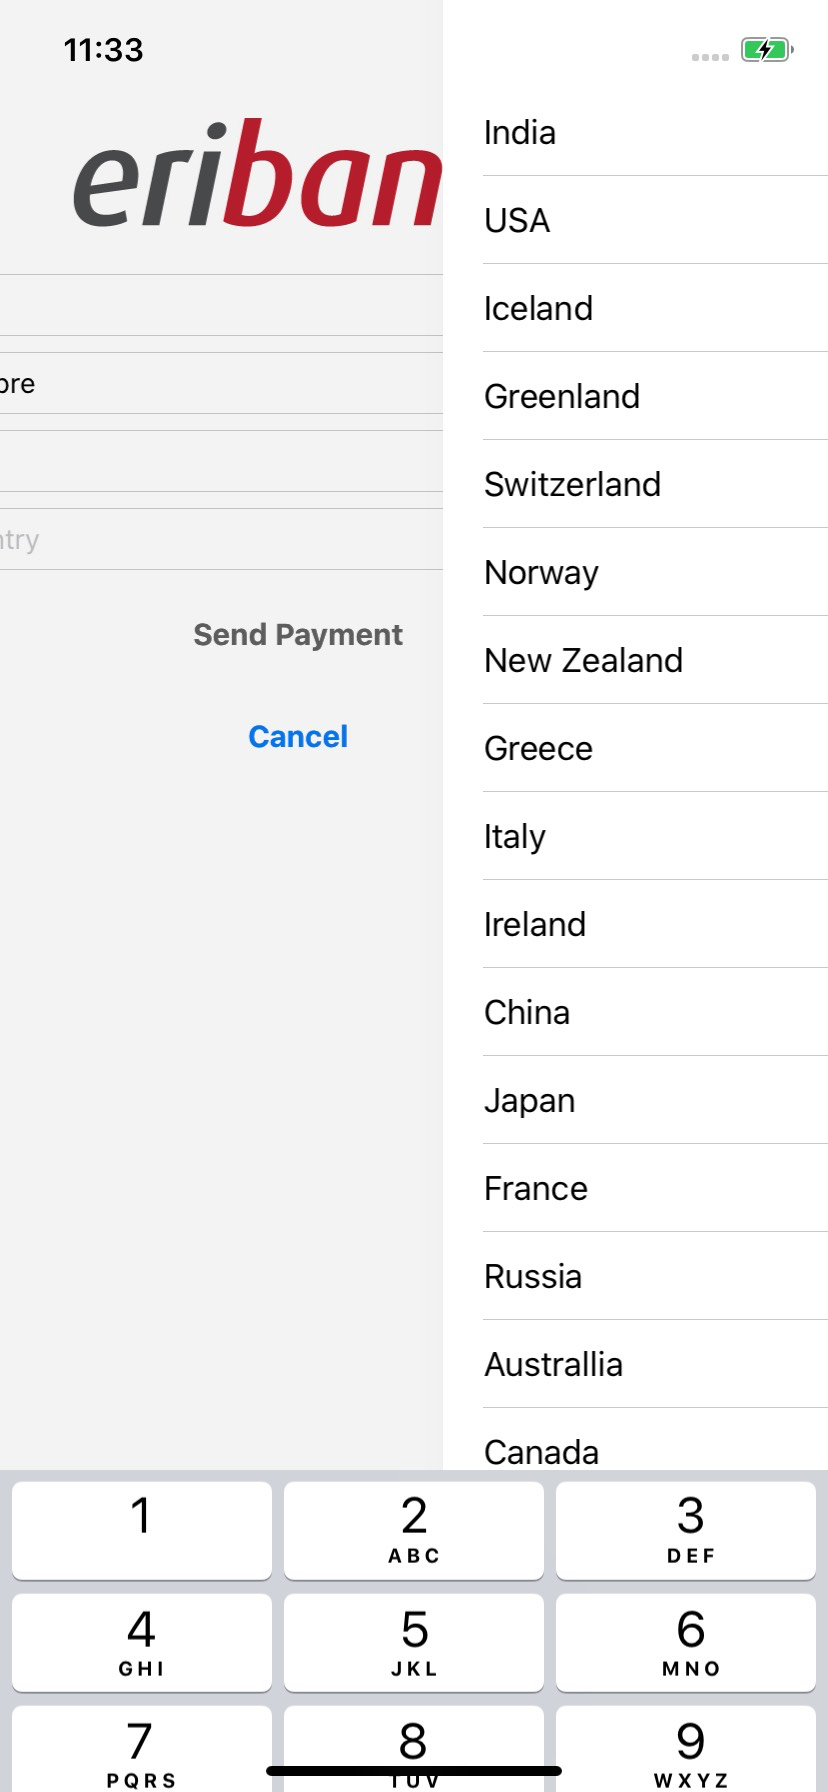 11:33
eriban
ore
ntry
Send Payment
Cancel
India
USA
Iceland
Greenland
Switzerland
Norway
New Zealand
Greece
Italy
Ireland
China
Japan
France
Russia
Australlia
Canada
1
2
ABC
3
DEF
4
GHI
5
JKL
6
MNO
7
PQRS
8
TUV
9
WXYZ